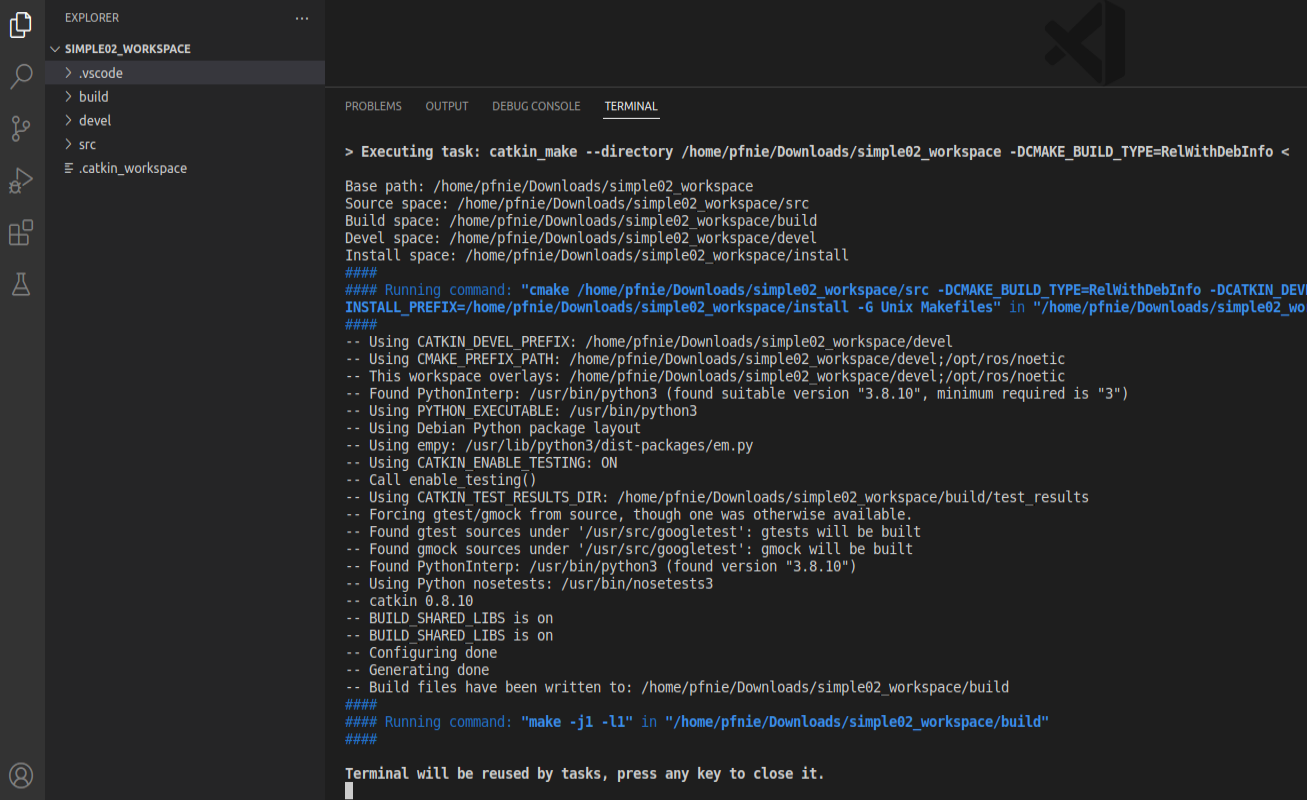 EXPLORER
SIMPLE02_WORKSPACE
.vscode
build
devel
src
.catkin_workspace
PROBLEMS OUTPUT DEBUG CONSOLE TERMINAL
> Executing task: catkin_make --directory /home/pfnie/Downloads/simple02_workspace -DCMAKE_BUILD_TYPE=RelWithDebInfo <
Base path: /home/pfnie/Downloads/simple02_workspace
Source space: /home/pfnie/Downloads/simple02_workspace/src
Build space: /home/pfnie/Downloads/simple02_workspace/build
Devel space: /home/pfnie/Downloads/simple02_workspace/devel
Install space: /home/pfnie/Downloads/simple02_workspace/install
####
#### Running command: "cmake /home/pfnie/Downloads/simple02_workspace/src -DCMAKE_BUILD_TYPE=RelWithDebInfo -DCATKIN_DEV
INSTALL_PREFIX=/home/pfnie/Downloads/simple02_workspace/install -G Unix Makefiles" in "/home/pfnie/Downloads/simple02_wo
####
-- Using CATKIN_DEVEL_PREFIX: /home/pfnie/Downloads/simple02_workspace/devel
-- Using CMAKE_PREFIX_PATH: /home/pfnie/Downloads/simple02_workspace/devel;/opt/ros/noetic
-- This workspace overlays: /home/pfnie/Downloads/simple02_workspace/devel;/opt/ros/noetic
-- Found PythonInterp: /usr/bin/python3 (found suitable version "3.8.10", minimum required is "3")
-- Using PYTHON_EXECUTABLE: /usr/bin/python3
-- Using Debian Python package layout
-- Using empy: /usr/lib/python3/dist-packages/em.py
-- Using CATKIN_ENABLE_TESTING: ON
-- Call enable_testing()
-- Using CATKIN_TEST_RESULTS_DIR: /home/pfnie/Downloads/simple02_workspace/build/test_results
-- Forcing gtest/gmock from source, though one was otherwise available.
-- Found gtest sources under '/usr/src/googletest': gtests will be built
-- Found gmock sources under '/usr/src/googletest': gmock will be built
-- Found PythonInterp: /usr/bin/python3 (found version "3.8.10")
-- Using Python nosetests: /usr/bin/nosetests3
-- catkin 0.8.10
-- BUILD_SHARED_LIBS is on
-- BUILD_SHARED_LIBS is on
-- Configuring done
-- Generating done
-- Build files have been written to: /home/pfnie/Downloads/simple02_workspace/build
####
#### Running command: "make -j1 -l1" in "/home/pfnie/Downloads/simple02_workspace/build"
####
Terminal will be reused by tasks, press any key to close it.